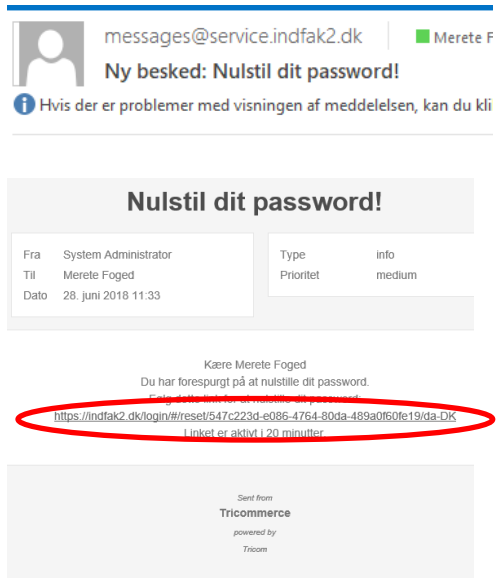 messages@service.indfak2.dk Merete F
Ny besked: Nulstil dit password!
Hvis der er problemer med visningen af meddelelsen, kan du kli
Nulstil dit password!
Fra System Administrator
Til Merete Foged
Dato 28. juni 2018 11:33
Type info
Prioritet medium
Kære Merete Foged
Du har forespurgt på at nulstille dit password.
Følg dette link for at nulstille dit password:
https://indfak2.dk/login/#/reset/547c223d-e086-4764-80da-489a0f60fe19/da-DK
Linket er aktivt i 20 minutter
Sent from
Tricommerce
powered by
Tricom